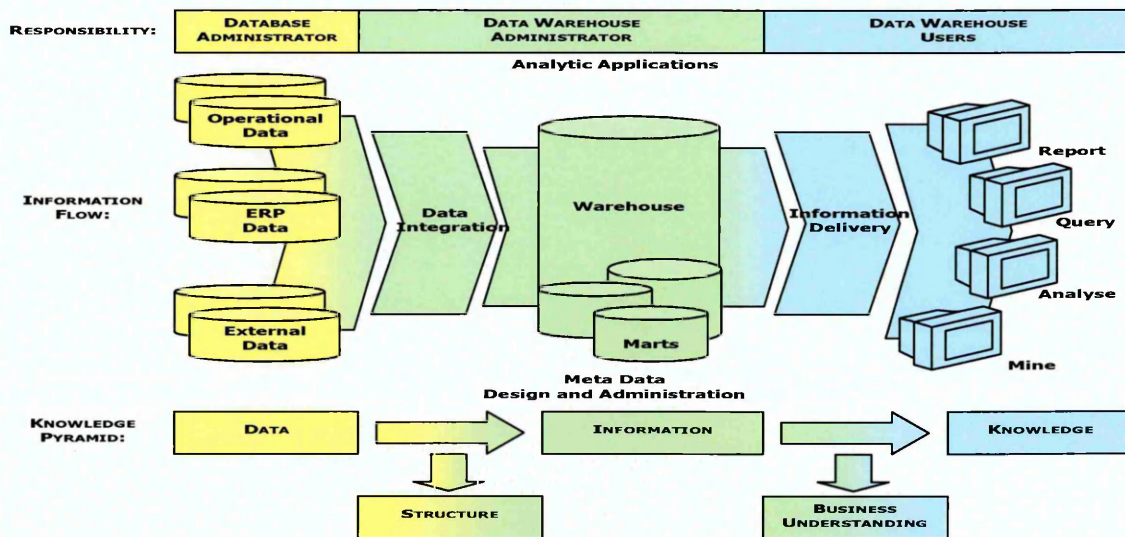 RESPONSIBILITY:
DATABASE
ADMINISTRATOR
DATA WAREHOUSE
ADMINISTRATOR
DATA WAREHOUSE
USERS
Analytic Applications
INFORMATION
FLOW:
Operational
Data
ERP
Data
External
Data
Data
Integration
Warehouse
Marts
Information
Delivery
Report
Query
Analyse
Mine
Meta Data
Design and Administration
KNOWLEDGE
PYRAMID:
DATA
INFORMATION
KNOWLEDGE
STRUCTURE
BUSINESS
UNDERSTANDING